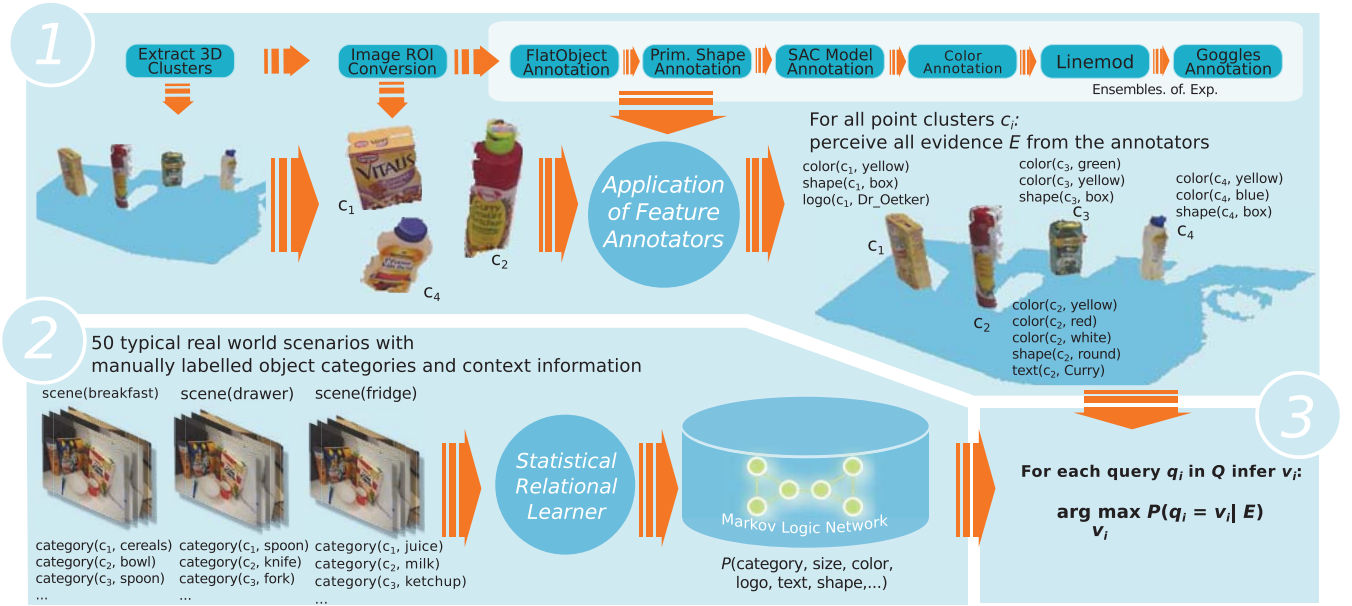 1
Extract 3D
Clusters
Image ROI
Conversion
FlatObject
Annotation
Prim. Shape
Annotation
SAC Model
Annotation
Color
Annotation
Linemod
Goggles
Annotation
Ensembles. of. Exp.
VITALIS
c1
c4
c2
Curry
Application
of Feature
Annotators
For all point clusters ci:
perceive all evidence E from the annotators
color(c1, yellow)
shape(c1, box)
logo(c1, Dr_Oetker)
color(c3, green)
color(c3, yellow)
shape(c3, box)
c3
color(c4, yellow)
color(c4, blue)
shape(c4, box)
c4
c1
c2
color(c2, yellow)
color(c2, red)
color(c2, white)
shape(c2, round)
text(c2, Curry)
2
50 typical real world scenarios with
manually labelled object categories and context information
scene(breakfast)
scene(drawer)
scene(fridge)
category(c1, cereals)
category(c2, bowl)
category(c3, spoon)
...
category(c1, spoon)
category(c2, knife)
category(c3, fork)
...
category(c1, juice)
category(c2, milk)
category(c3, ketchup)
...
Statistical
Relational
Learner
Markov Logic Network
P(category, size, color,
logo, text, shape,...)
3
For each query qi in Q infer vi:
arg max P(qi = vi| E)
vi